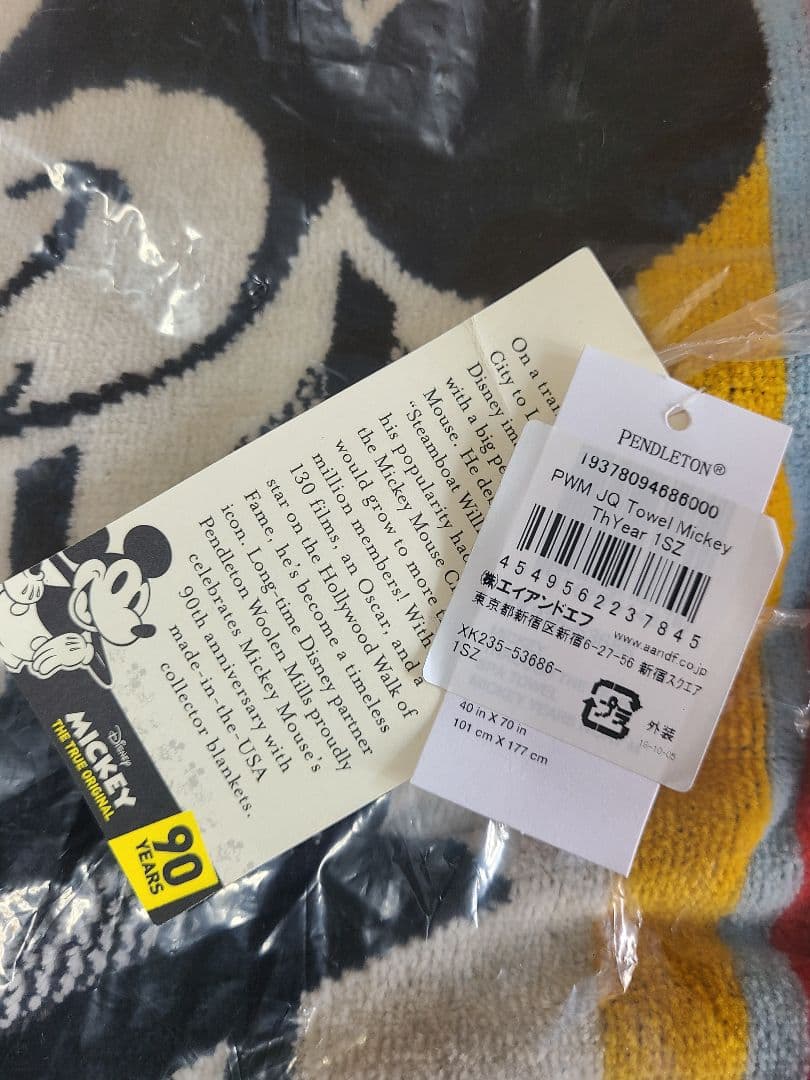 On a
City to
Disney
with a big
Mouse. He
"Steamboat
his popularity had
the Mickey Mouse
would grow to more
million members! With
130 films, an Oscar, and a
star on the Hollywood Walk of
Fame, he's become a timeless
icon. Long-time Disney partner
Pendleton Woolen Mills proudly
celebrates Mickey Mouse's
90th anniversary with
made-in-the-USA
collector blankets.
Disney
MICKEY
THE TRUE ORIGINAL
90
YEARS
PENDLETON®
19378094686000
PWM JQ Towel Mickey
ThYear 1SZ
4549562237845
(株)エイアンドエフ
www.aandf.co.jp
東京都新宿区新宿6-27-56 新宿スクエア
XK235-53686-
1SZ
プラ
外装
18-10-05
40 in X 70 in
101 cm X 177 cm